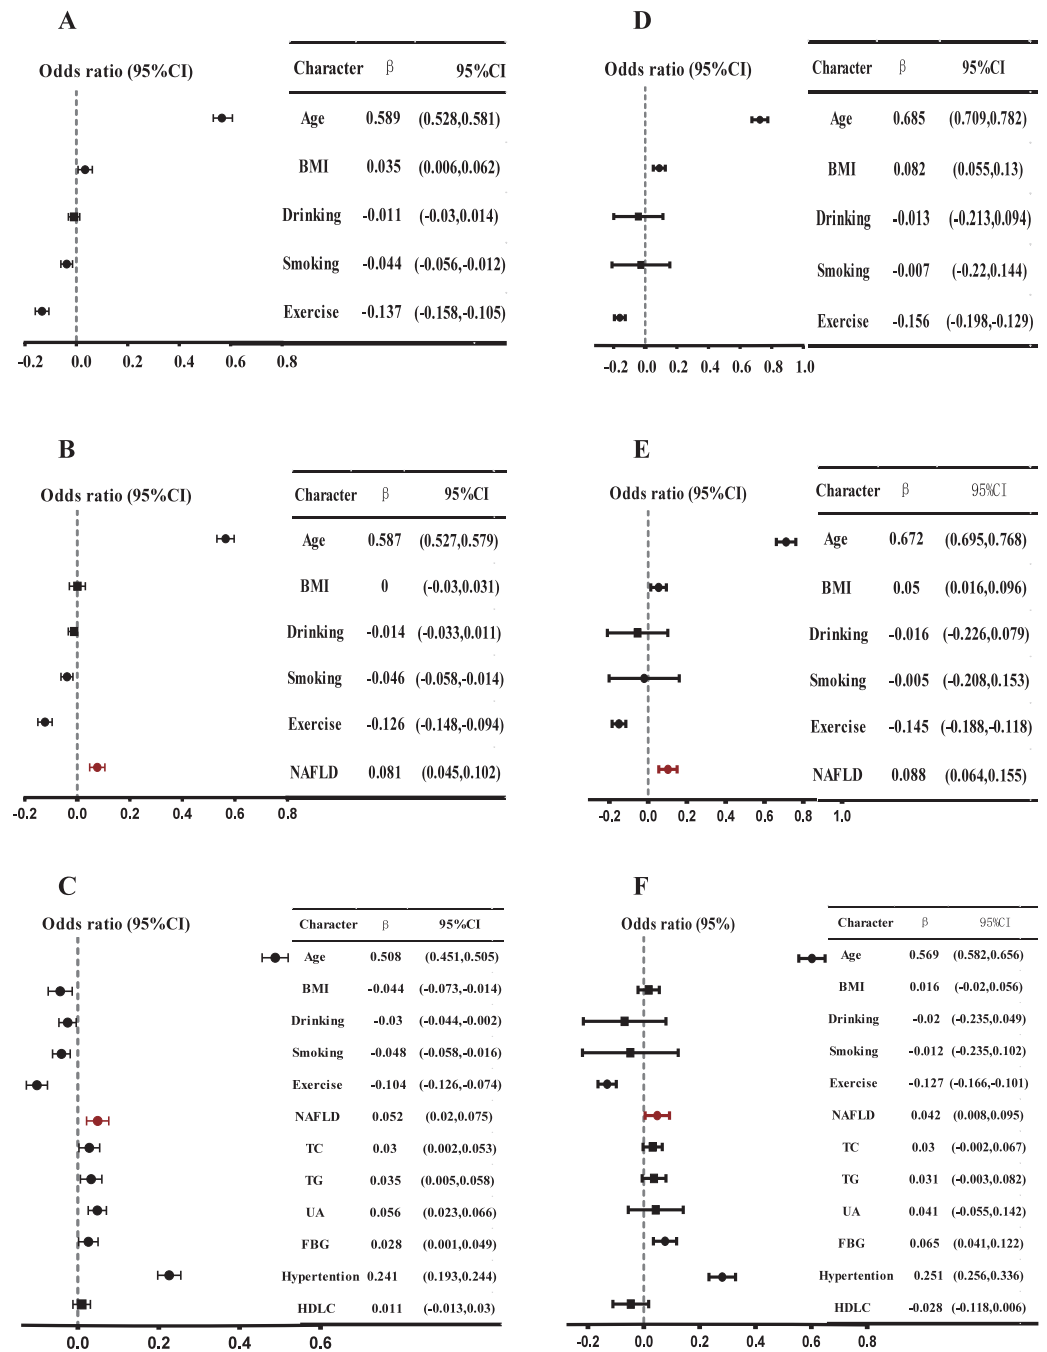 A
Odds ratio (95%CI)
Character β 95%CI
Age 0.589 (0.528,0.581)
BMI 0.035 (0.006,0.062)
Drinking -0.011 (-0.03,0.014)
Smoking -0.044 (-0.056,-0.012)
Exercise -0.137 (-0.158,-0.105)
-0.2 0.0 0.2 0.4 0.6 0.8
D
Odds ratio (95%CI)
Character β 95%CI
Age 0.685 (0.709,0.782)
BMI 0.082 (0.055,0.13)
Drinking -0.013 (-0.213,0.094)
Smoking -0.007 (-0.22,0.144)
Exercise -0.156 (-0.198,-0.129)
-0.2 0.0 0.2 0.4 0.6 0.8 1.0
B
Odds ratio (95%CI)
Character β 95%CI
Age 0.587 (0.527,0.579)
BMI 0 (-0.03,0.031)
Drinking -0.014 (-0.033,0.011)
Smoking -0.046 (-0.058,-0.014)
Exercise -0.126 (-0.148,-0.094)
NAFLD 0.081 (0.045,0.102)
-0.2 0.0 0.2 0.4 0.6 0.8
E
Odds ratio (95%CI)
Character β 95%CI
Age 0.672 (0.695,0.768)
BMI 0.05 (0.016,0.096)
Drinking -0.016 (-0.226,0.079)
Smoking -0.005 (-0.208,0.153)
Exercise -0.145 (-0.188,-0.118)
NAFLD 0.088 (0.064,0.155)
-0.2 0.0 0.2 0.4 0.6 0.8 1.0
C
Odds ratio (95%CI)
Character β 95%CI
Age 0.508 (0.451,0.505)
BMI -0.044 (-0.073,-0.014)
Drinking -0.03 (-0.044,-0.002)
Smoking -0.048 (-0.058,-0.016)
Exercise -0.104 (-0.126,-0.074)
NAFLD 0.052 (0.02,0.075)
TC 0.03 (0.002,0.053)
TG 0.035 (0.005,0.058)
UA 0.056 (0.023,0.066)
FBG 0.028 (0.001,0.049)
Hypertention 0.241 (0.193,0.244)
HDLC 0.011 (-0.013,0.03)
0.0 0.2 0.4 0.6
F
Odds ratio (95%)
Character β 95%CI
Age 0.569 (0.582,0.656)
BMI 0.016 (-0.02,0.056)
Drinking -0.02 (-0.235,0.049)
Smoking -0.012 (-0.235,0.102)
Exercise -0.127 (-0.166,-0.101)
NAFLD 0.042 (0.008,0.095)
TC 0.03 (-0.002,0.067)
TG 0.031 (-0.003,0.082)
UA 0.041 (-0.055,0.142)
FBG 0.065 (0.041,0.122)
Hypertention 0.251 (0.256,0.336)
HDLC -0.028 (-0.118,0.006)
-0.2 0.0 0.2 0.4 0.6 0.8